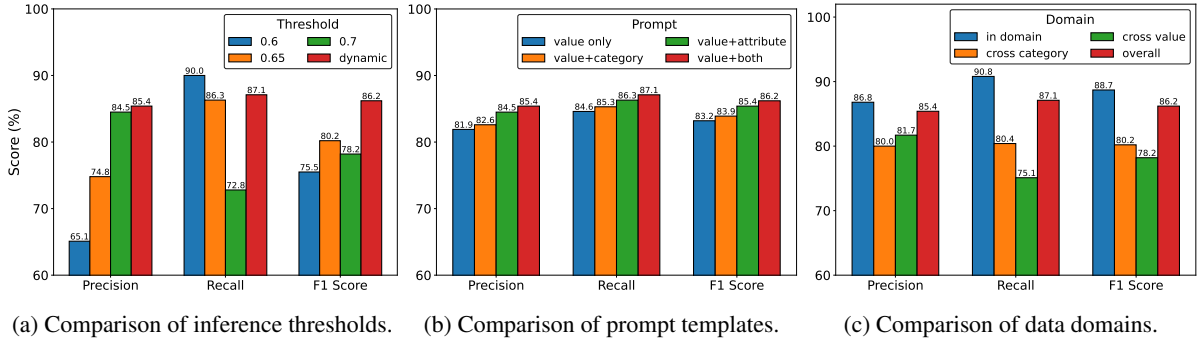 100
90
80
70
60
Score (%)
Threshold
0.6
0.65
0.7
dynamic
65.1
74.8
84.5
85.4
90.0
86.3
72.8
87.1
75.5
80.2
78.2
86.2
Precision
Recall
F1 Score
(a) Comparison of inference thresholds.
100
90
80
70
60
Prompt
value only
value+category
value+attribute
value+both
81.9
82.6
84.5
85.4
84.6
85.3
86.3
87.1
83.2
83.9
85.4
86.2
Precision
Recall
F1 Score
(b) Comparison of prompt templates.
100
90
80
70
60
Domain
in domain
cross category
cross value
overall
86.8
80.0
81.7
85.4
90.8
80.4
75.1
87.1
88.7
80.2
78.2
86.2
Precision
Recall
F1 Score
(c) Comparison of data domains.